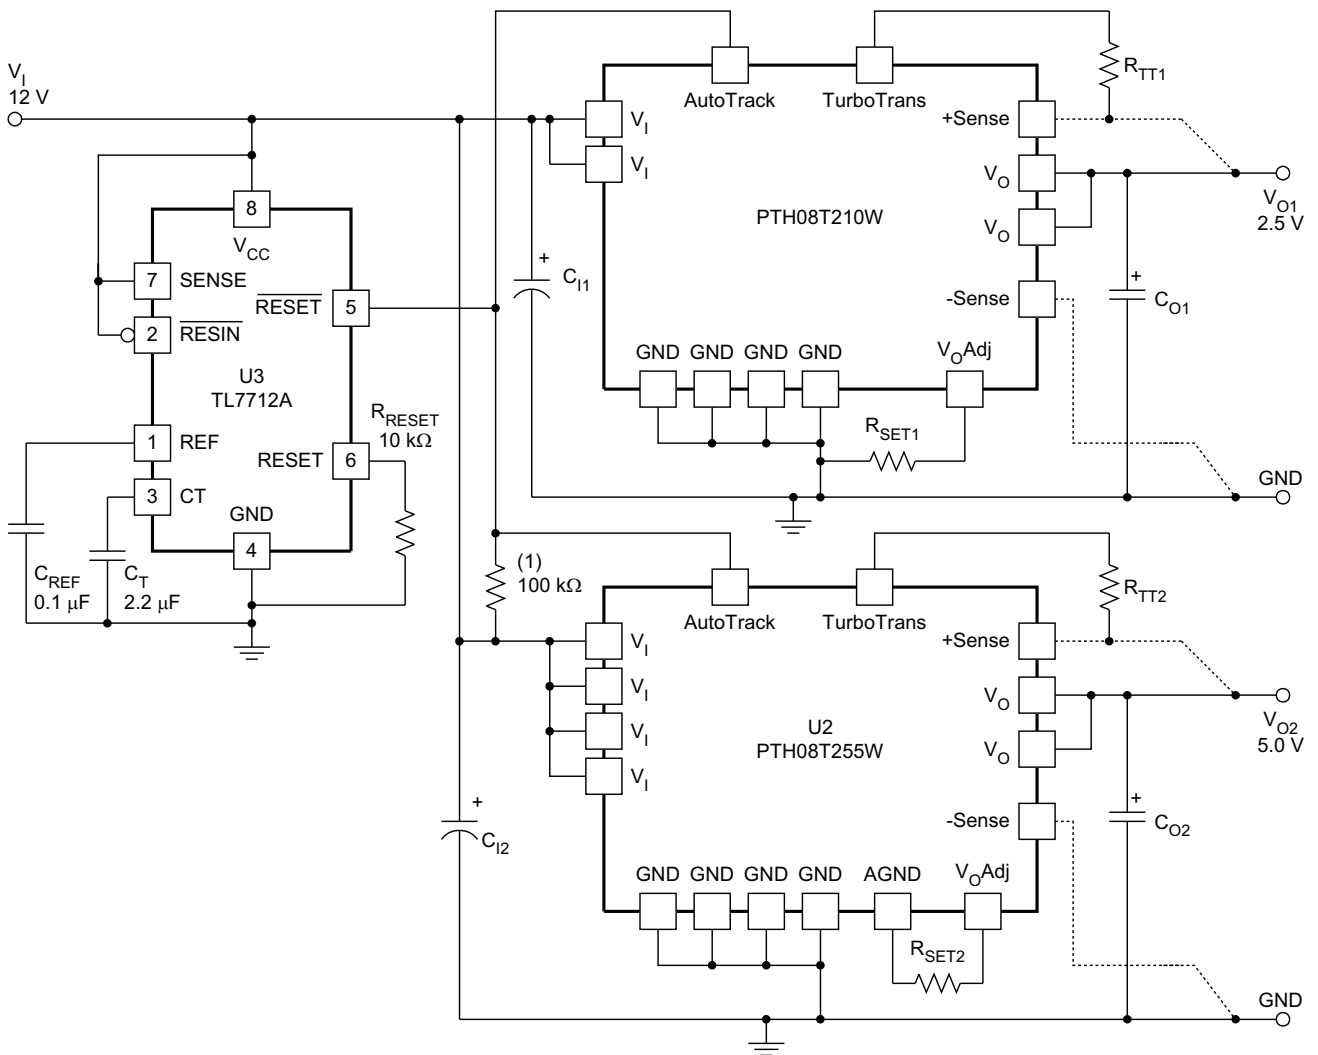 V_I
12 V
AutoTrack
TurboTrans
R_TT1
V_I
V_I
+Sense
V_O
V_O
-Sense
PTH08T210W
V_O1
2.5 V
8
V_CC
7 SENSE
2 R̅E̅S̅I̅N̅
R̅E̅S̅E̅T̅ 5
+
C_I1
+
C_O1
U3
TL7712A
GND GND GND GND
V_OAdj
R_SET1
R_RESET
10 kΩ
1 REF
RESET 6
3 CT
GND
4
GND
C_REF
0.1 μF
C_T
2.2 μF
(1)
100 kΩ
AutoTrack
TurboTrans
R_TT2
V_I
V_I
V_I
V_I
+Sense
V_O
V_O
-Sense
U2
PTH08T255W
V_O2
5.0 V
+
C_I2
+
C_O2
GND GND GND GND AGND V_OAdj
R_SET2
GND